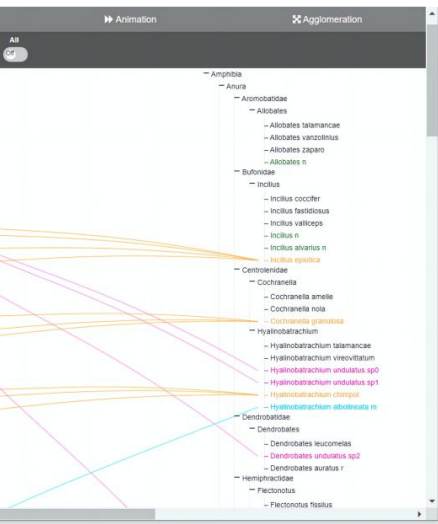 Animation
Agglomeration
All
Off
Amphibia
Anura
Aromobatidae
Allobates
Allobates talamancae
Allobates vanzolinius
Allobates zaparo
Allobates n
Bufonidae
Incilius
Incilius coccifer
Incilius fastidiosus
Incilius valliceps
Incilius n
Incilius alvarius n
Incilius epiotica
Centrolenidae
Cochranella
Cochranella amelie
Cochranella nola
Cochranella granulosa
Hyalinobatrachium
Hyalinobatrachium talamancae
Hyalinobatrachium vireovittatum
Hyalinobatrachium undulatus sp0
Hyalinobatrachium undulatus sp1
Hyalinobatrachium chirripoi
Hyalinobatrachium albolineata m
Dendrobatidae
Dendrobates
Dendrobates leucomelas
Dendrobates undulatus sp2
Dendrobates auratus r
Hemiphractidae
Flectonotus
Flectonotus fissilus